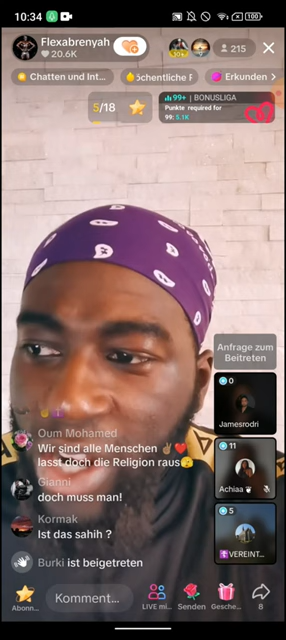 10:34
100
Flexabrenyah
20.6K
215
Chatten und Int...
öchentliche F
Erkunden
5/18
99+ | BONUSLIGA
Punkte required for
99: 5.1K
Anfrage zum
Beitreten
0
Jamesrodri
11
Achiaa
5
VEREINT...
Oum Mohamed
Wir sind alle Menschen ✌🏽❤️
lasst doch die Religion raus🫣
Gianni
doch muss man!
Kormak
Ist das sahih ?
Burki ist beigetreten
Abonn...
Komment...
LIVE mi...
Senden
Gesche...
8